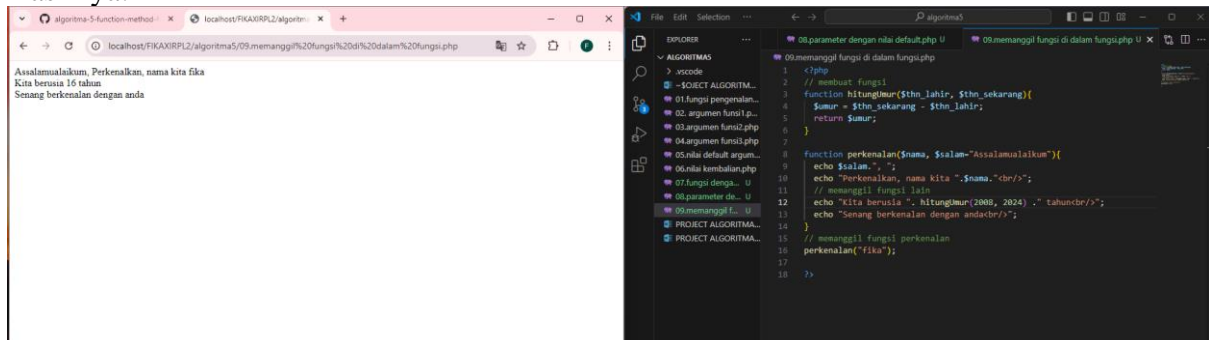 algoritma-5-function-method-
localhost/FIKAXIRPL2/algoritm
localhost/FIKAXIRPL2/algoritma5/09.memanggil%20fungsi%20di%20dalam%20fungsi.php
Assalamualaikum, Perkenalkan, nama kita fika
Kita berusia 16 tahun
Senang berkenalan dengan anda
File Edit Selection ...
algoritma5
EXPLORER
ALGORITMA5
.vscode
~$OJECT ALGORITM...
01.fungsi pengenalan...
02. argumen funsi1.p...
03.argumen funsi2.php
04.argumen funsi3.php
05.nilai default argum...
06.nilai kembalian.php
07.fungsi denga... U
08.parameter de... U
09.memanggil f... U
PROJECT ALGORITMA...
PROJECT ALGORITMA...
08.parameter dengan nilai default.php U
09.memanggil fungsi di dalam fungsi.php U
09.memanggil fungsi di dalam fungsi.php
1 <?php
2 // membuat fungsi
3 function hitungUmur($thn_lahir, $thn_sekarang){
4 $umur = $thn_sekarang - $thn_lahir;
5 return $umur;
6 }
7
8 function perkenalan($nama, $salam="Assalamualaikum"){
9 echo $salam.", ";
10 echo "Perkenalkan, nama kita ".$nama."<br/>";
11 // memanggil fungsi lain
12 echo "Kita berusia ". hitungUmur(2008, 2024) ." tahun<br/>";
13 echo "Senang berkenalan dengan anda<br/>";
14 }
15 // memanggil fungsi perkenalan
16 perkenalan("fika");
17
18 ?>